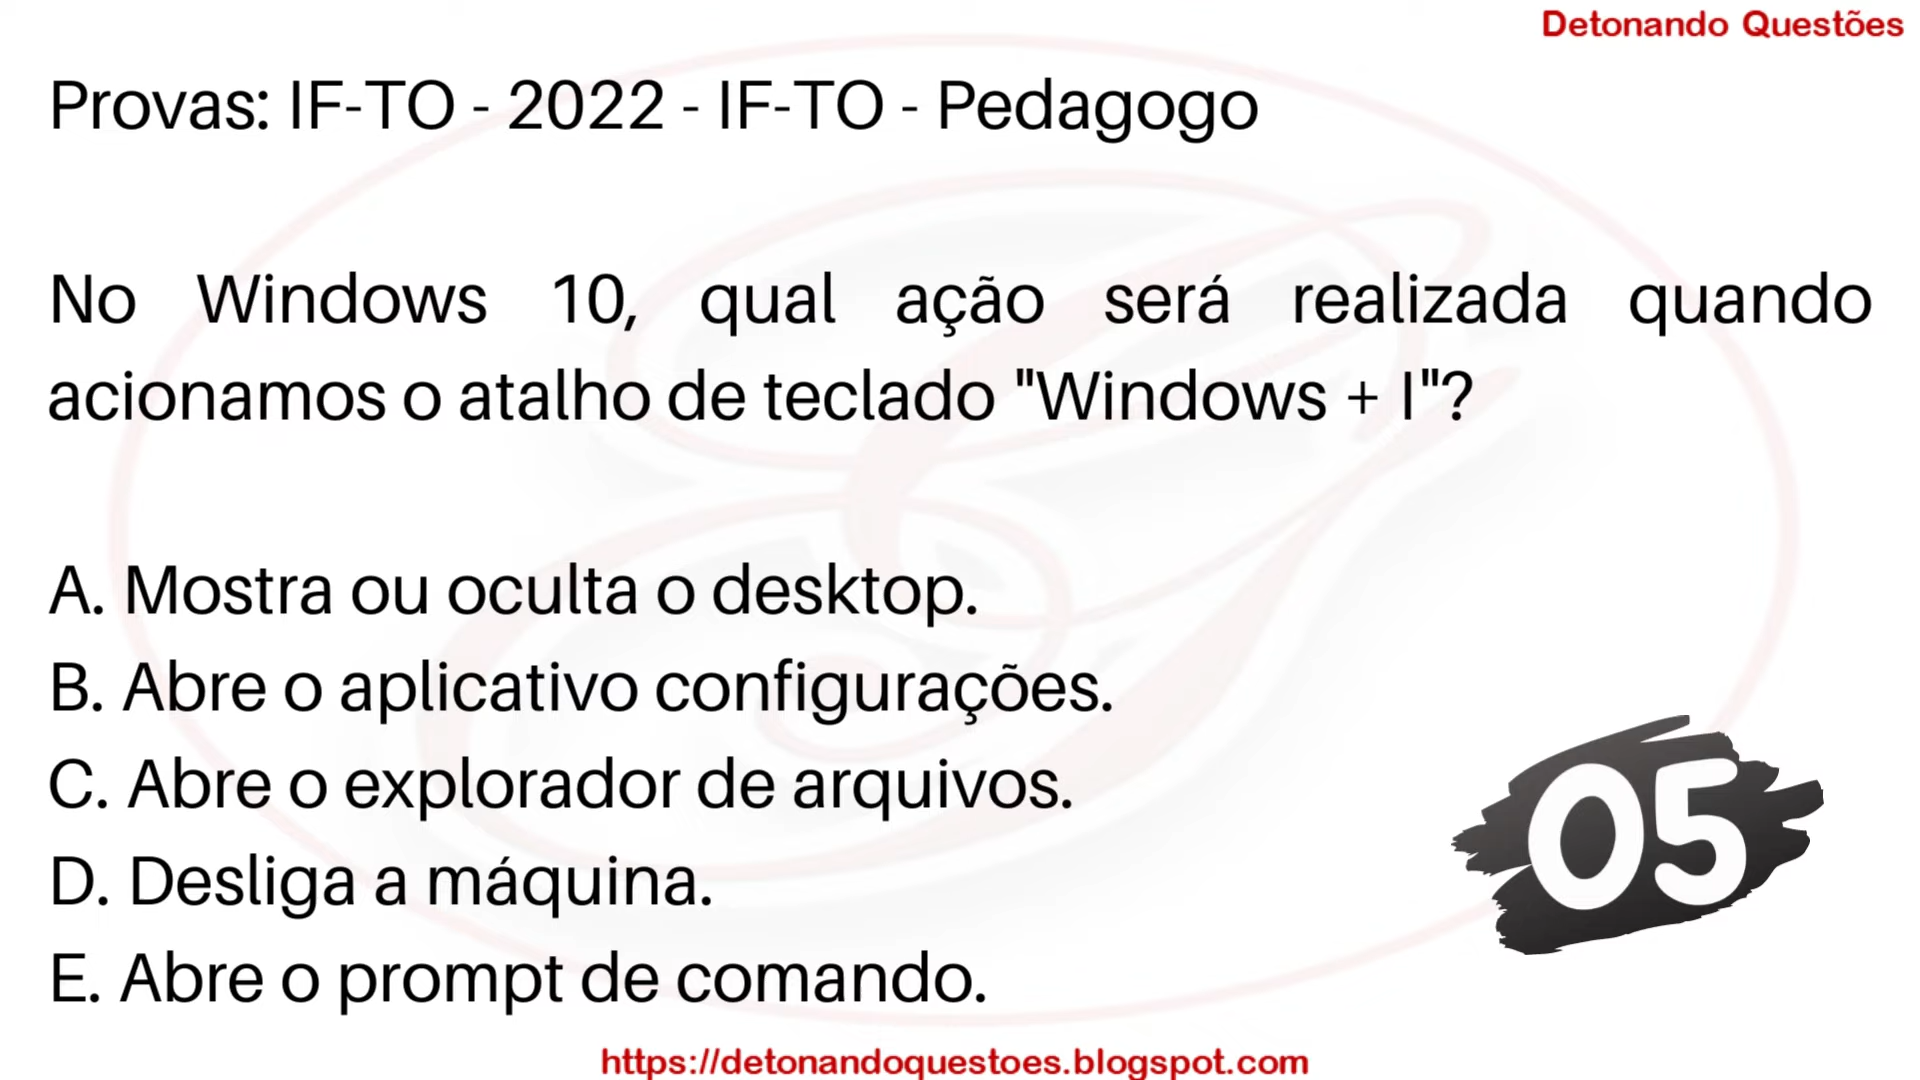 Detonando Questões
Provas: IF-TO - 2022 - IF-TO - Pedagogo
No Windows 10, qual ação será realizada quando
acionamos o atalho de teclado "Windows + I"?
A. Mostra ou oculta o desktop.
B. Abre o aplicativo configurações.
C. Abre o explorador de arquivos.
D. Desliga a máquina.
E. Abre o prompt de comando.
05
https://detonandoquestoes.blogspot.com